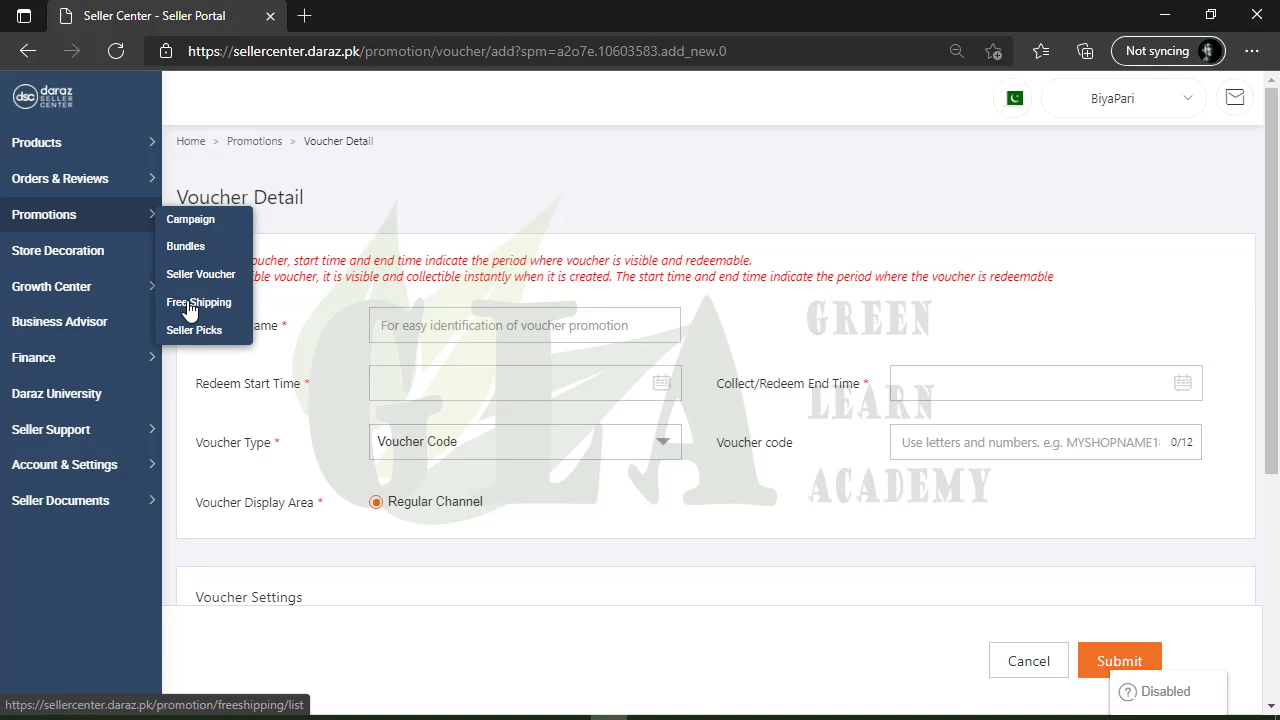 Seller Center - Seller Portal
https://sellercenter.daraz.pk/promotion/voucher/add?spm=a2o7e.10603583.add_new.0
Not syncing
dsc daraz
SELLER
CENTER
BiyaPari
Products
Orders & Reviews
Promotions
Store Decoration
Growth Center
Business Advisor
Finance
Daraz University
Seller Support
Account & Settings
Seller Documents
Campaign
Bundles
Seller Voucher
Free Shipping
Seller Picks
Home > Promotions > Voucher Detail
Voucher Detail
oucher, start time and end time indicate the period where voucher is visible and redeemable.
ible voucher, it is visible and collectible instantly when it is created. The start time and end time indicate the period where the voucher is redeemable
ame *
For easy identification of voucher promotion
Redeem Start Time *
Collect/Redeem End Time *
Voucher Type *
Voucher Code
Voucher code
Use letters and numbers. e.g. MYSHOPNAME1
0/12
Voucher Display Area *
Regular Channel
GLA
GREEN
LEARN
ACADEMY
Voucher Settings
Cancel
Submit
? Disabled
https://sellercenter.daraz.pk/promotion/freeshipping/list